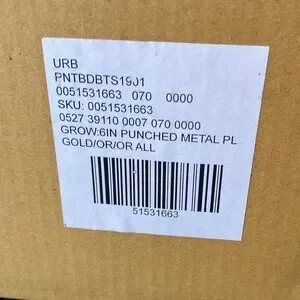 URB
PNTBDBTS1901
0051531663 070 0000
SKU: 0051531663
0527 39110 0007 070 0000
GROW:6IN PUNCHED METAL PL
GOLD/OR/OR ALL
51531663